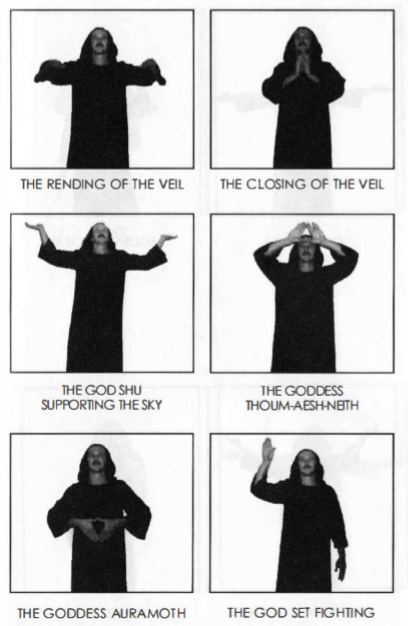 THE RENDING OF THE VEIL
THE CLOSING OF THE VEIL
THE GOD SHU
SUPPORTING THE SKY
THE GODDESS
THOUM-AESH-NEITH
THE GODDESS AURAMOTH
THE GOD SET FIGHTING